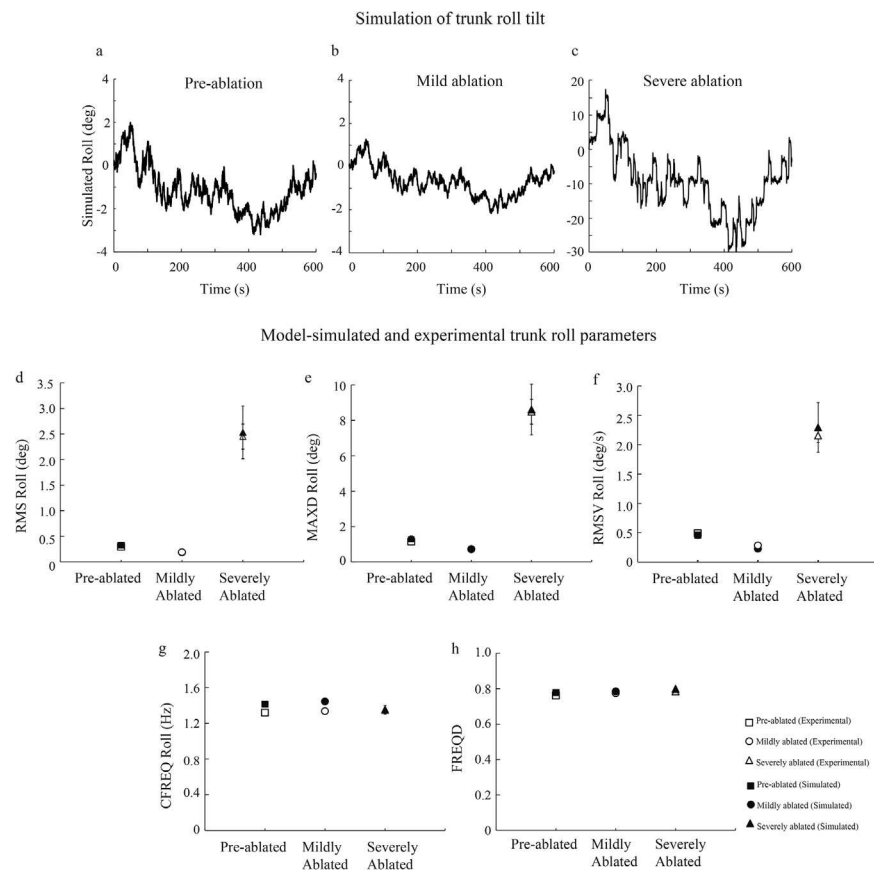 Simulation of trunk roll tilt
a
b
c
Pre-ablation
Mild ablation
Severe ablation
Simulated Roll (deg)
4
2
0
-2
-4
0
200
400
600
Time (s)
4
2
0
-2
-4
0
200
400
600
Time (s)
20
15
10
5
0
-5
-10
-15
-20
-25
-30
0
200
400
600
Time (s)
Model-simulated and experimental trunk roll parameters
d
RMS Roll (deg)
3.5
3.0
2.5
2.0
1.5
1.0
0.5
0
Pre-ablated
Mildly
Ablated
Severely
Ablated
e
MAXD Roll (deg)
10
8
6
4
2
0
Pre-ablated
Mildly
Ablated
Severely
Ablated
f
RMSV Roll (deg/s)
3.0
2.5
2.0
1.5
1.0
0.5
0
Pre-ablated
Mildly
Ablated
Severely
Ablated
g
CFREQ Roll (Hz)
2.0
1.6
1.2
0.8
0.4
0
Pre-ablated
Mildly
Ablated
Severely
Ablated
h
FREQD
1.0
0.8
0.6
0.4
0.2
0
Pre-ablated
Mildly
Ablated
Severely
Ablated
Pre-ablated (Experimental)
Mildly ablated (Experimental)
Severely ablated (Experimental)
Pre-ablated (Simulated)
Mildly ablated (Simulated)
Severely ablated (Simulated)